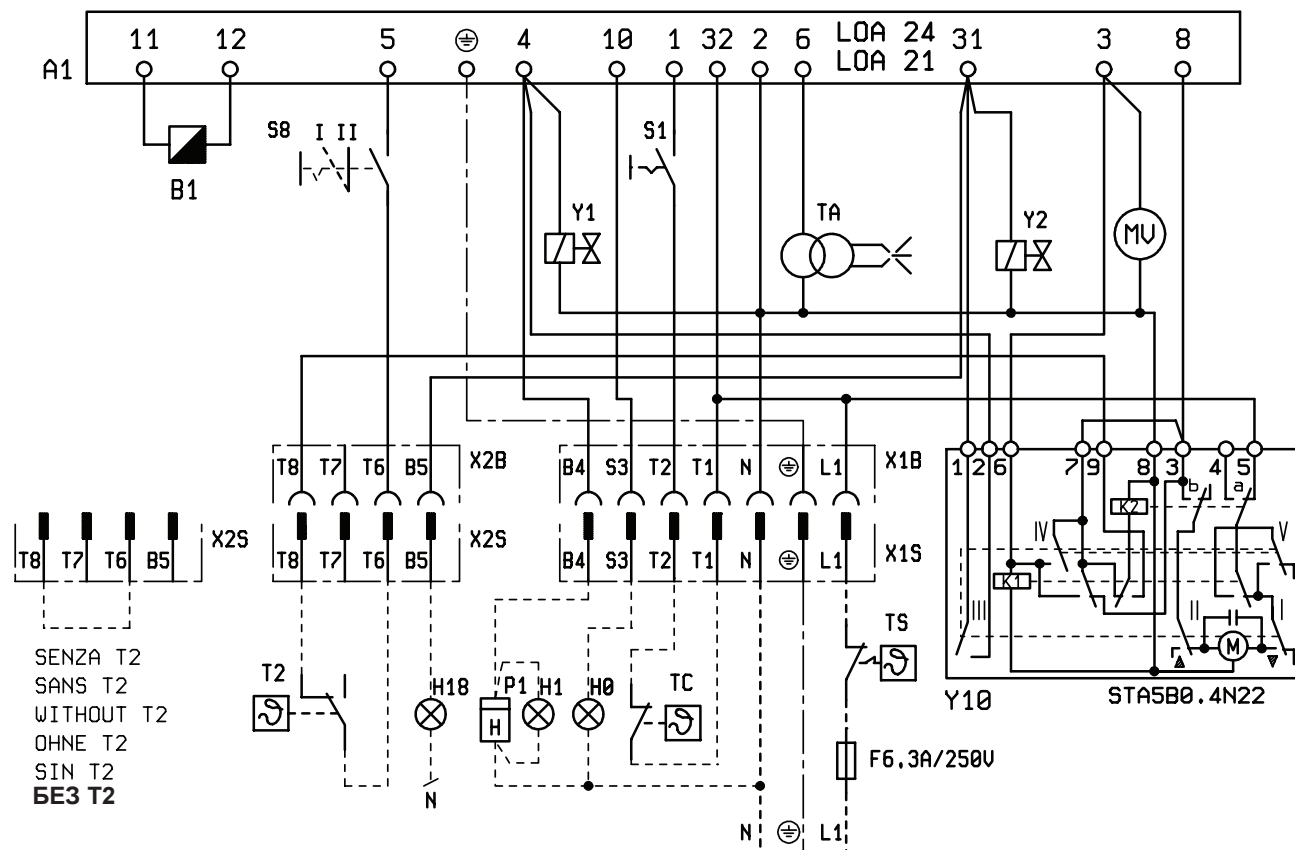 11 12 5 4 10 1 32 2 6 LOA 24 31 3 8
LOA 21
A1
S8 I II S1
B1
Y1 TA Y2 MV
T8 T7 T6 B5 X2B B4 S3 T2 T1 N L1 X1B
1 2 6 7 9 8 3 4 5
b a
K2
IV V
T8 T7 T6 B5 X2S T8 T7 T6 B5 X2S B4 S3 T2 T1 N L1 X1S
K1
III II I
M
SENZA T2
SANS T2
WITHOUT T2
OHNE T2
SIN T2
БЕЗ T2
T2 H18 P1 H1 H0 TC TS
H
Y10 STA5B0.4N22
F6,3A/250V
N
N L1